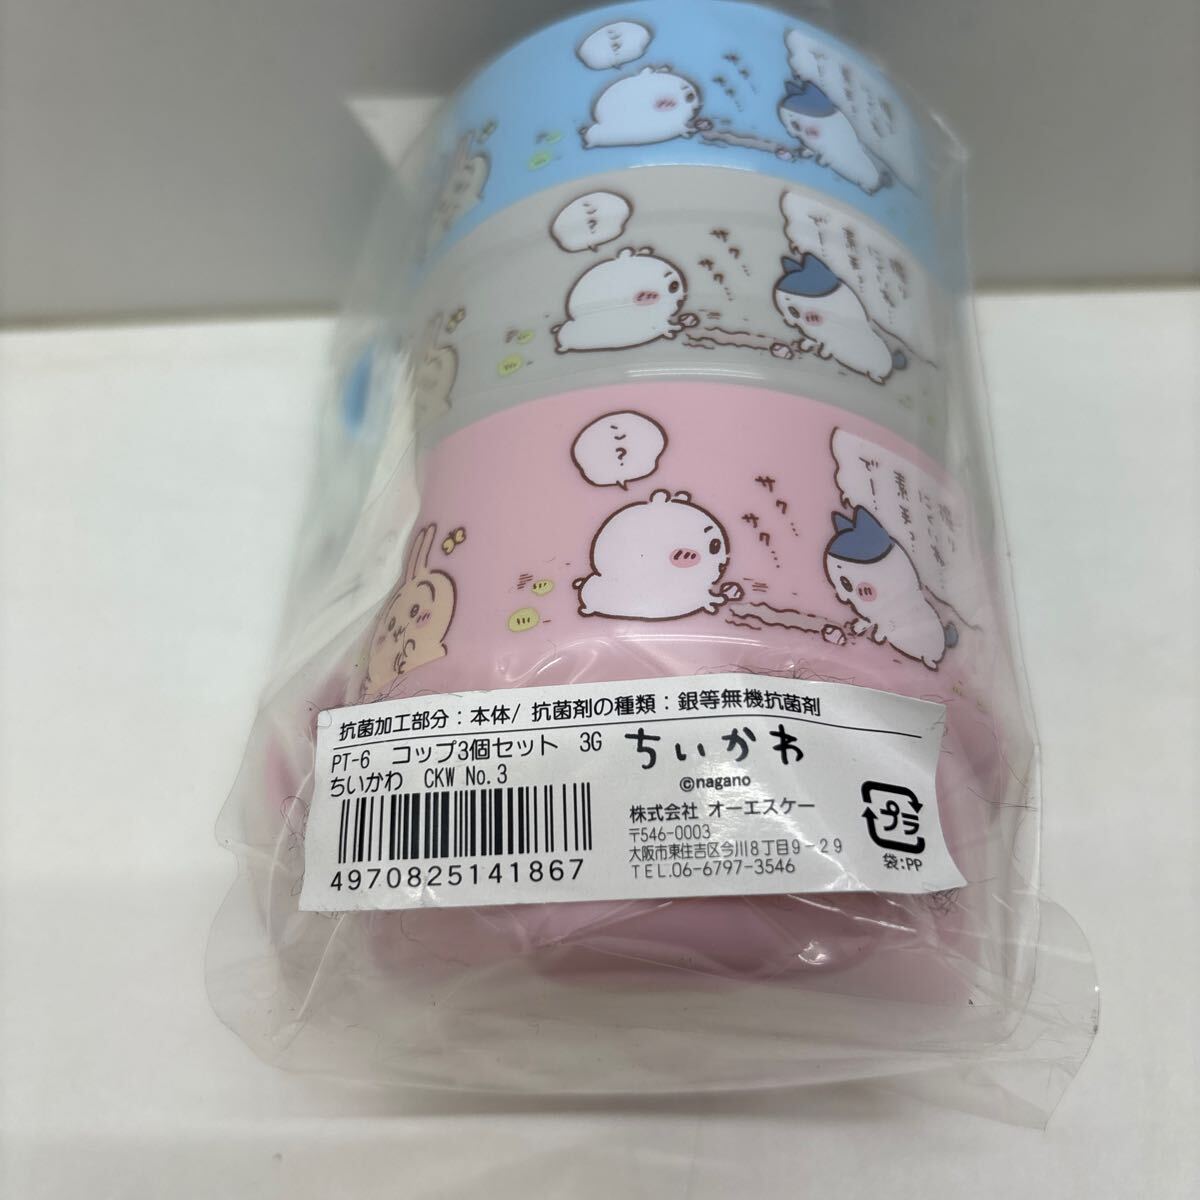 ン?
ン?
サク…
サク…
ン?
サク…
サク…
素手っ…
でー…
抗菌加工部分：本体/ 抗菌剤の種類：銀等無機抗菌剤
PT-6 コップ3個セット 3G
ちいかわ CKW No.3
4970825141867
ちいかわ
©nagano
株式会社 オーエスケー
〒546-0003
大阪市東住吉区今川8丁目9-29
TEL.06-6797-3546
プラ
袋:PP